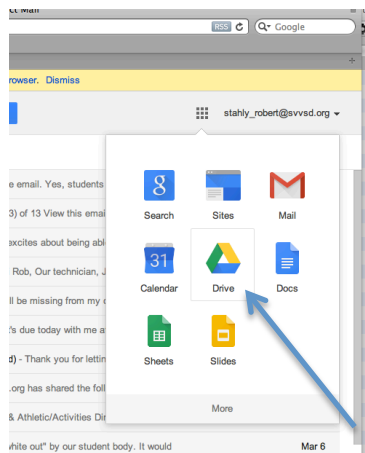 ct Mail
RSS Google
rowser. Dismiss
stahly_robert@svvsd.org
e email. Yes, students
8
Search Sites Mail
3) of 13 View this emai
excites about being abl
31
Rob, Our technician, J
Calendar Drive Docs
ll be missing from my c
's due today with me a
d) - Thank you for lettin
Sheets Slides
.org has shared the foll
More
& Athletic/Activities Dir
white out" by our student body. It would Mar 6